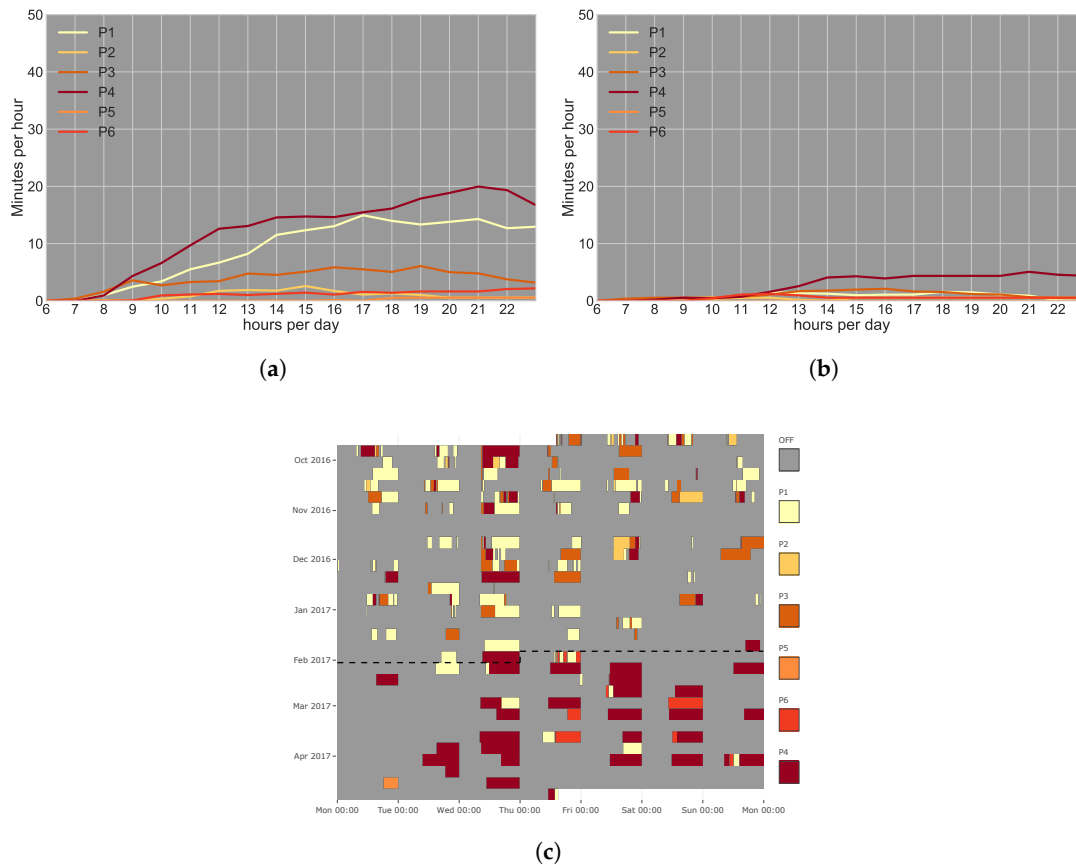 50
40
30
20
10
0
Minutes per hour
P1
P2
P3
P4
P5
P6
6 7 8 9 10 11 12 13 14 15 16 17 18 19 20 21 22
hours per day
(a)
50
40
30
20
10
0
Minutes per hour
P1
P2
P3
P4
P5
P6
6 7 8 9 10 11 12 13 14 15 16 17 18 19 20 21 22
hours per day
(b)
Oct 2016
Nov 2016
Dec 2016
Jan 2017
Feb 2017
Mar 2017
Apr 2017
Mon 00:00 Tue 00:00 Wed 00:00 Thu 00:00 Fri 00:00 Sat 00:00 Sun 00:00 Mon 00:00
OFF
P1
P2
P3
P5
P6
P4
(c)